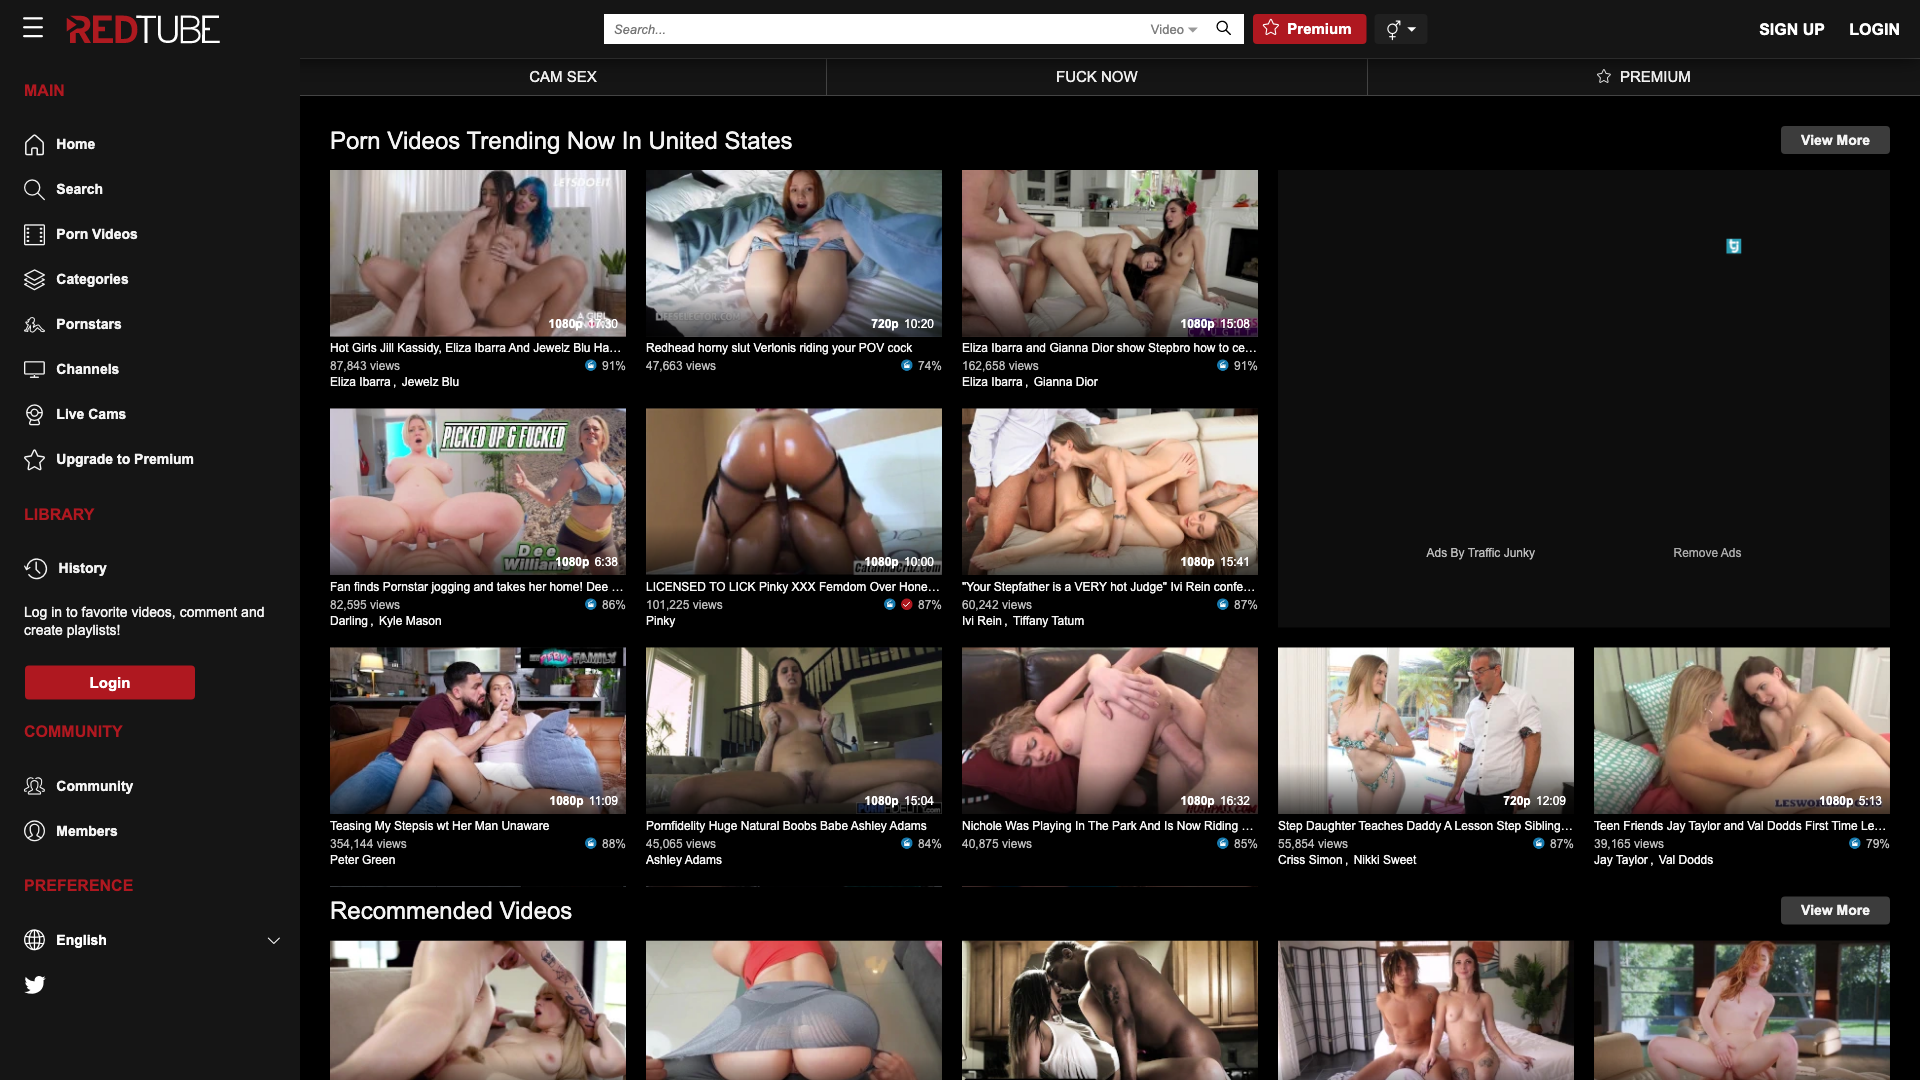 REDTUBE
Search...
Video
Premium
SIGN UP
LOGIN
CAM SEX
FUCK NOW
PREMIUM
MAIN
Home
Search
Porn Videos
Categories
Pornstars
Channels
Live Cams
Upgrade to Premium
LIBRARY
History
Log in to favorite videos, comment and
create playlists!
Login
COMMUNITY
Community
Members
PREFERENCE
English
Porn Videos Trending Now In United States
View More
LETSDOEIT
A GIRL
1080p 17:30
Hot Girls Jill Kassidy, Eliza Ibarra And Jewelz Blu Ha...
87,843 views
91%
Eliza Ibarra , Jewelz Blu
LIFESELECTOR.COM
720p 10:20
Redhead horny slut Verlonis riding your POV cock
47,663 views
74%
1080p 15:08
Eliza Ibarra and Gianna Dior show Stepbro how to ce...
162,658 views
91%
Eliza Ibarra , Gianna Dior
Ads By Traffic Junky
Remove Ads
PICKED UP & FUCKED
Dee
Williams
1080p 6:38
Fan finds Pornstar jogging and takes her home! Dee ...
82,595 views
86%
Darling , Kyle Mason
1080p 10:00
LICENSED TO LICK Pinky XXX Femdom Over Hone...
101,225 views
87%
Pinky
1080p 15:41
"Your Stepfather is a VERY hot Judge" Ivi Rein confe...
60,242 views
87%
Ivi Rein , Tiffany Tatum
FAMILY
1080p 11:09
Teasing My Stepsis wt Her Man Unaware
354,144 views
88%
Peter Green
1080p 15:04
Pornfidelity Huge Natural Boobs Babe Ashley Adams
45,065 views
84%
Ashley Adams
1080p 16:32
Nichole Was Playing In The Park And Is Now Riding ...
40,875 views
85%
720p 12:09
Step Daughter Teaches Daddy A Lesson Step Sibling...
55,854 views
87%
Criss Simon , Nikki Sweet
1080p 5:13
Teen Friends Jay Taylor and Val Dodds First Time Le...
39,165 views
79%
Jay Taylor , Val Dodds
Recommended Videos
View More